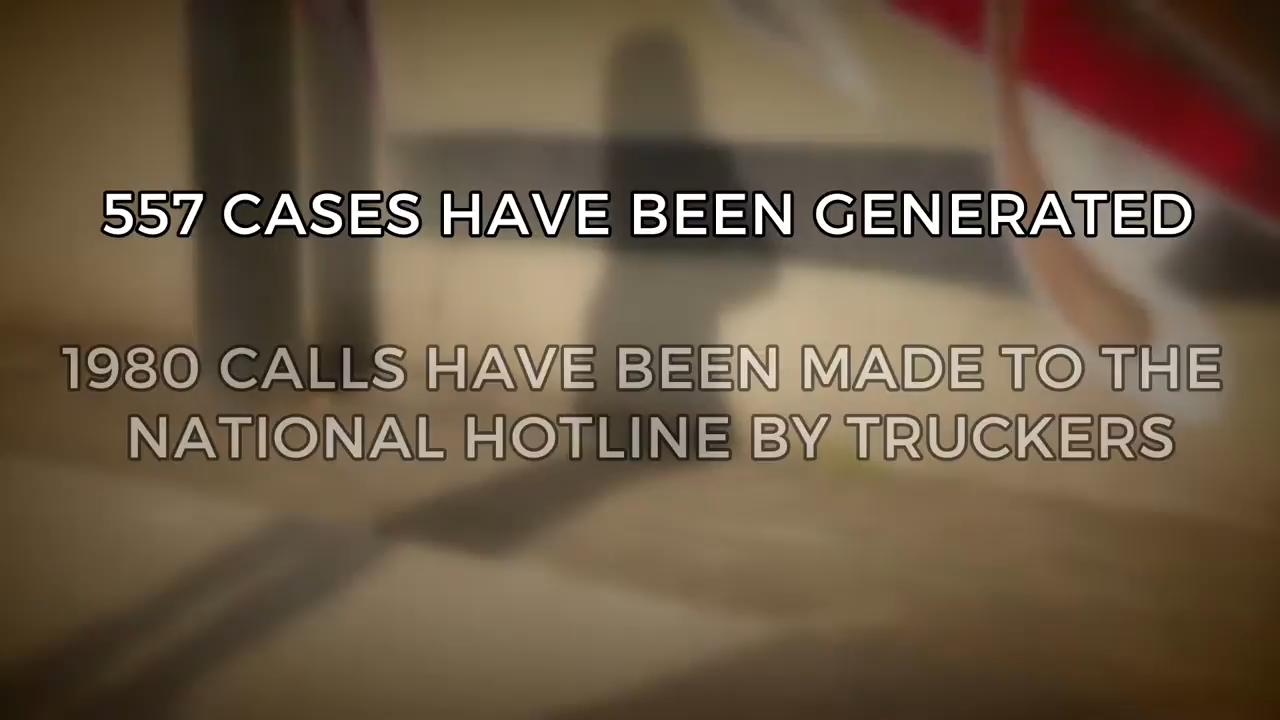 557 CASES HAVE BEEN GENERATED
1980 CALLS HAVE BEEN MADE TO THE
NATIONAL HOTLINE BY TRUCKERS